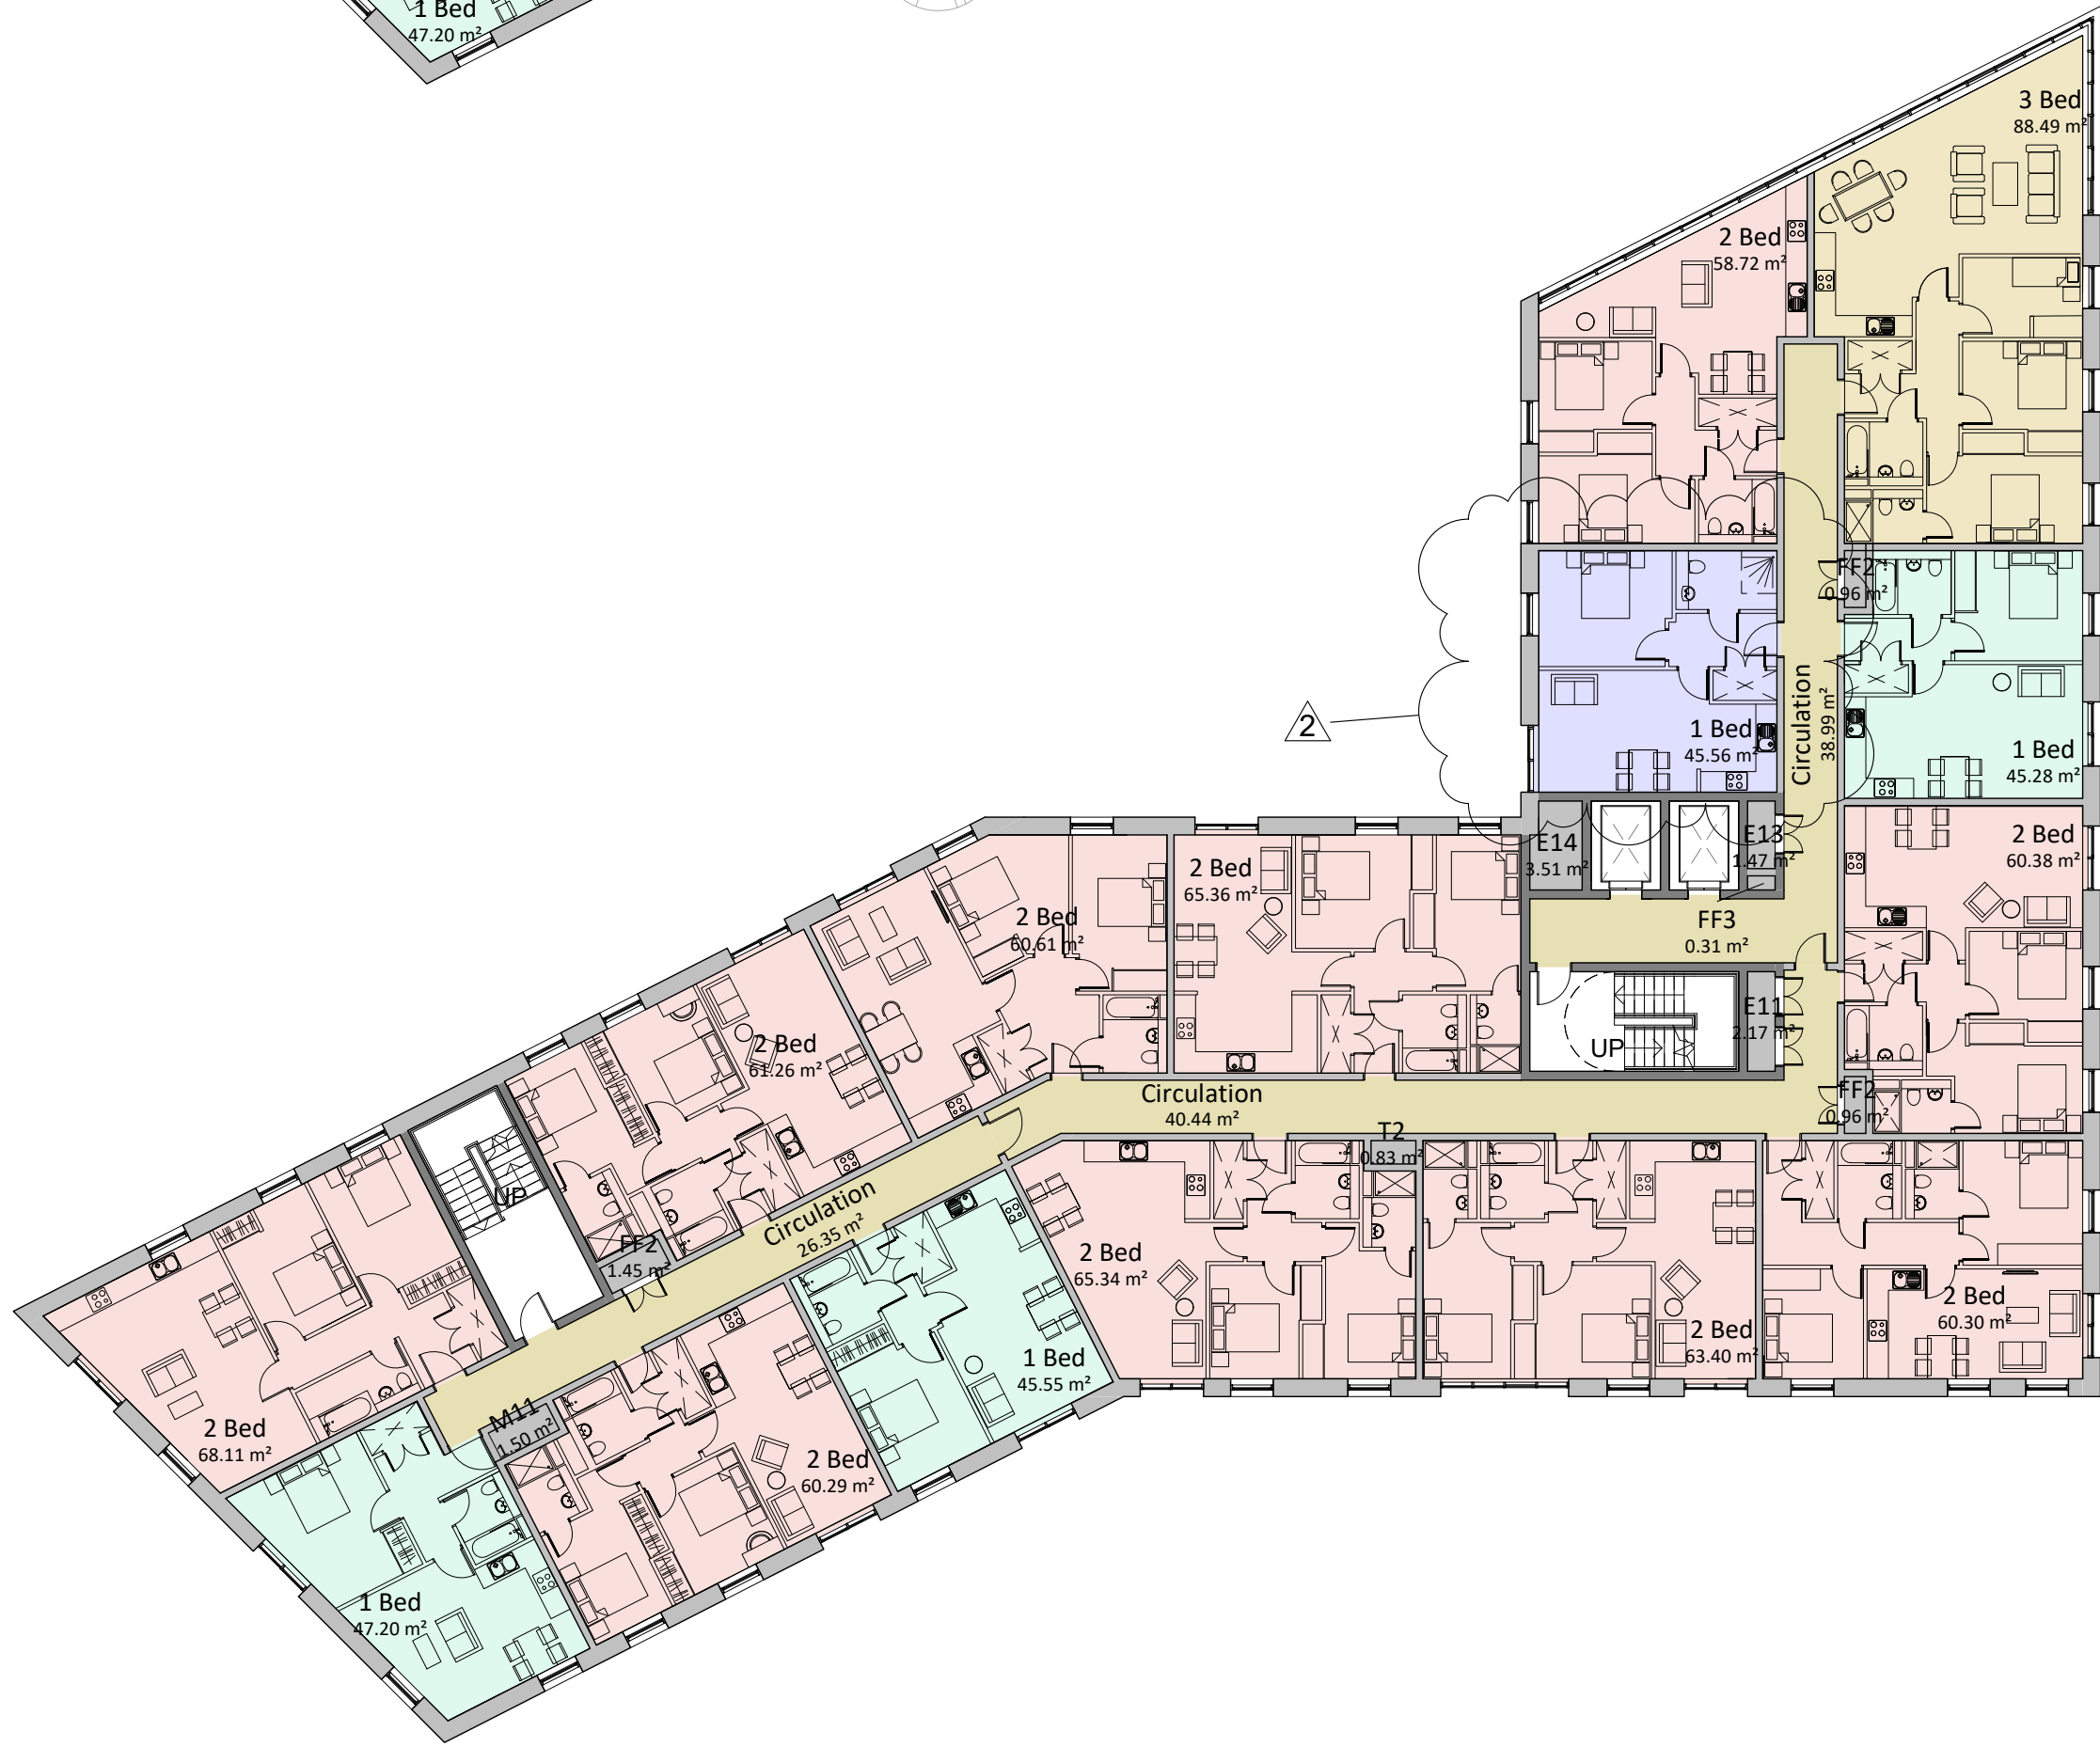 1 Bed
47.20 m²
3 Bed
88.49 m²
2 Bed
58.72 m²
FF2
0.96 m²
Circulation
38.99 m²
2
1 Bed
45.56 m²
1 Bed
45.28 m²
E14
3.51 m²
E13
1.47 m²
2 Bed
60.38 m²
2 Bed
65.36 m²
2 Bed
60.61 m²
FF3
0.31 m²
E11
2.17 m²
UP
2 Bed
61.26 m²
Circulation
40.44 m²
FF2
0.96 m²
T2
0.83 m²
UP
Circulation
26.35 m²
FF2
1.45 m²
2 Bed
65.34 m²
2 Bed
63.40 m²
2 Bed
60.30 m²
1 Bed
45.55 m²
2 Bed
68.11 m²
M11
1.50 m²
2 Bed
60.29 m²
1 Bed
47.20 m²